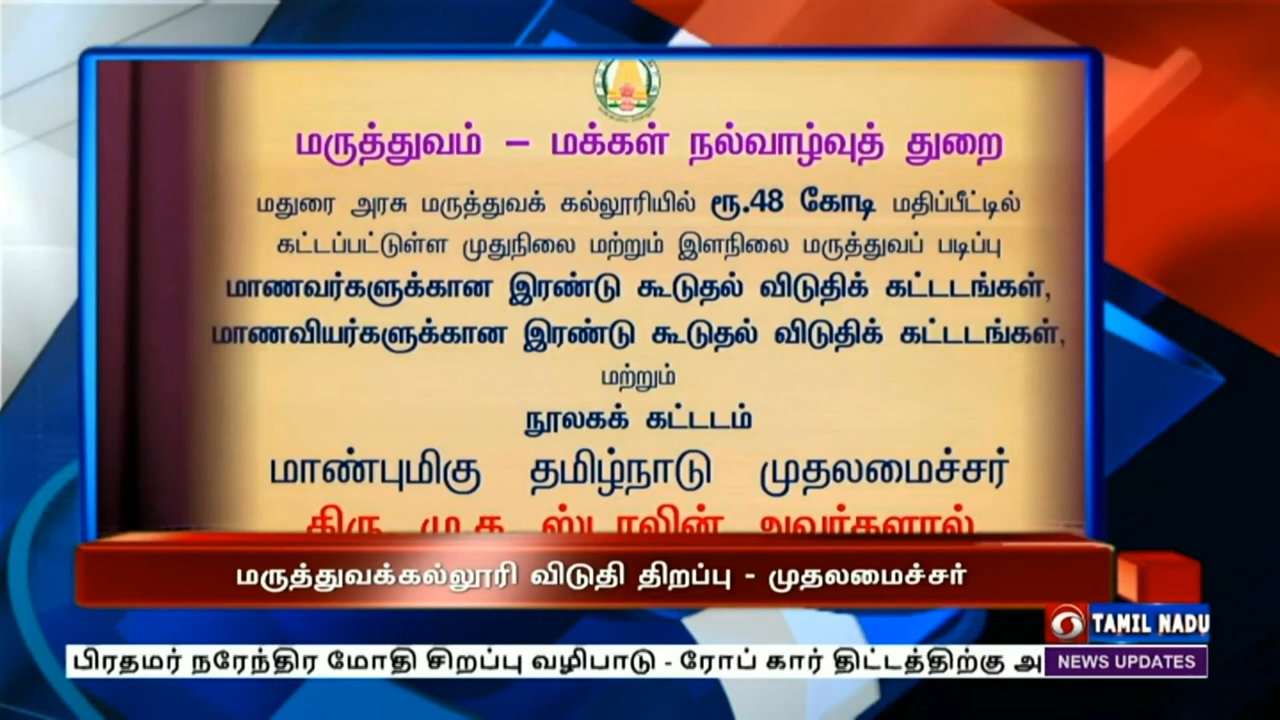 மருத்துவம் – மக்கள் நல்வாழ்வுத் துறை
மதுரை அரசு மருத்துவக் கல்லூரியில் ரூ.48 கோடி மதிப்பீட்டில்
கட்டப்பட்டுள்ள முதுநிலை மற்றும் இளநிலை மருத்துவப் படிப்பு
மாணவர்களுக்கான இரண்டு கூடுதல் விடுதிக் கட்டடங்கள்,
மாணவியர்களுக்கான இரண்டு கூடுதல் விடுதிக் கட்டடங்கள்,
மற்றும்
நூலகக் கட்டடம்
மாண்புமிகு தமிழ்நாடு முதலமைச்சர்
திரு மு.க ஸ்டாலின் அவர்களால்
மருத்துவக்கல்லூரி விடுதி திறப்பு - முதலமைச்சர்
TAMIL NADU
பிரதமர் நரேந்திர மோதி சிறப்பு வழிபாடு - ரோப் கார் திட்டத்திற்கு அ
NEWS UPDATES